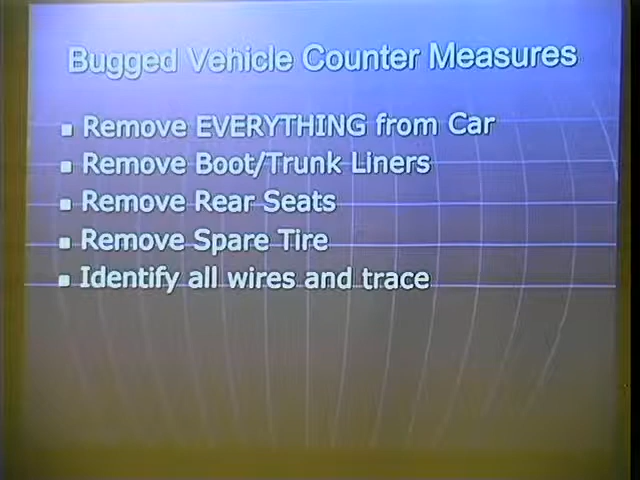 Bugged Vehicle Counter Measures
Remove EVERYTHING from Car
Remove Boot/Trunk Liners
Remove Rear Seats
Remove Spare Tire
Identify all wires and trace